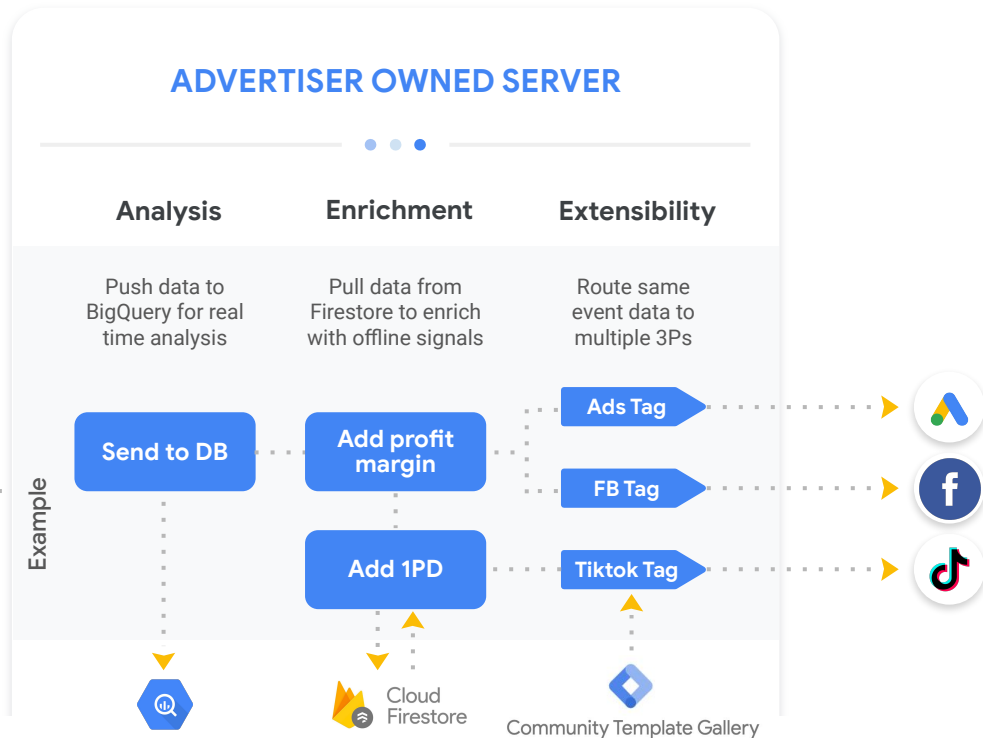 ADVERTISER OWNED SERVER
Analysis
Enrichment
Extensibility
Push data to
BigQuery for real
time analysis
Pull data from
Firestore to enrich
with offline signals
Route same
event data to
multiple 3Ps
Example
Send to DB
Add profit
margin
Add 1PD
Ads Tag
FB Tag
Tiktok Tag
f
Cloud
Firestore
Community Template Gallery